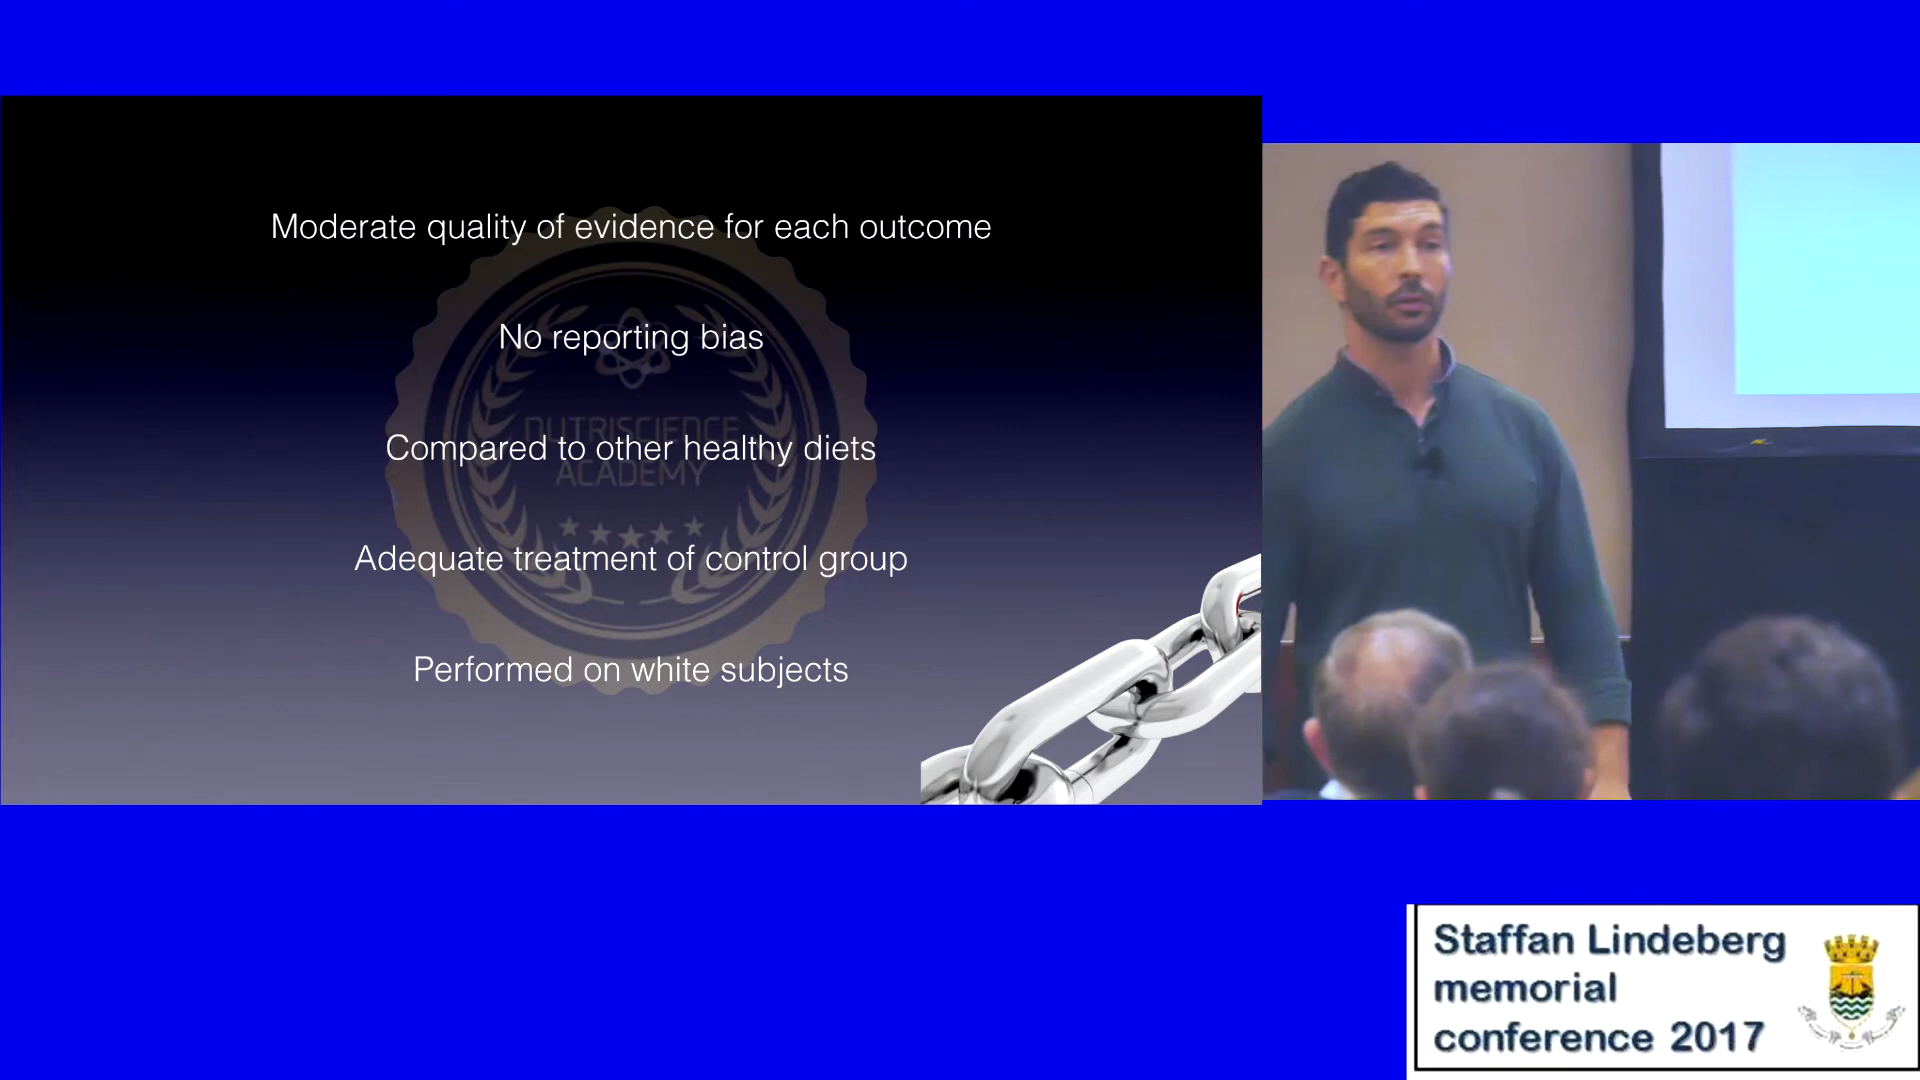 Moderate quality of evidence for each outcome
No reporting bias
NUTRISCIENCE
Compared to other healthy diets
ACADEMY
Adequate treatment of control group
Performed on white subjects
Staffan Lindeberg
memorial
conference 2017